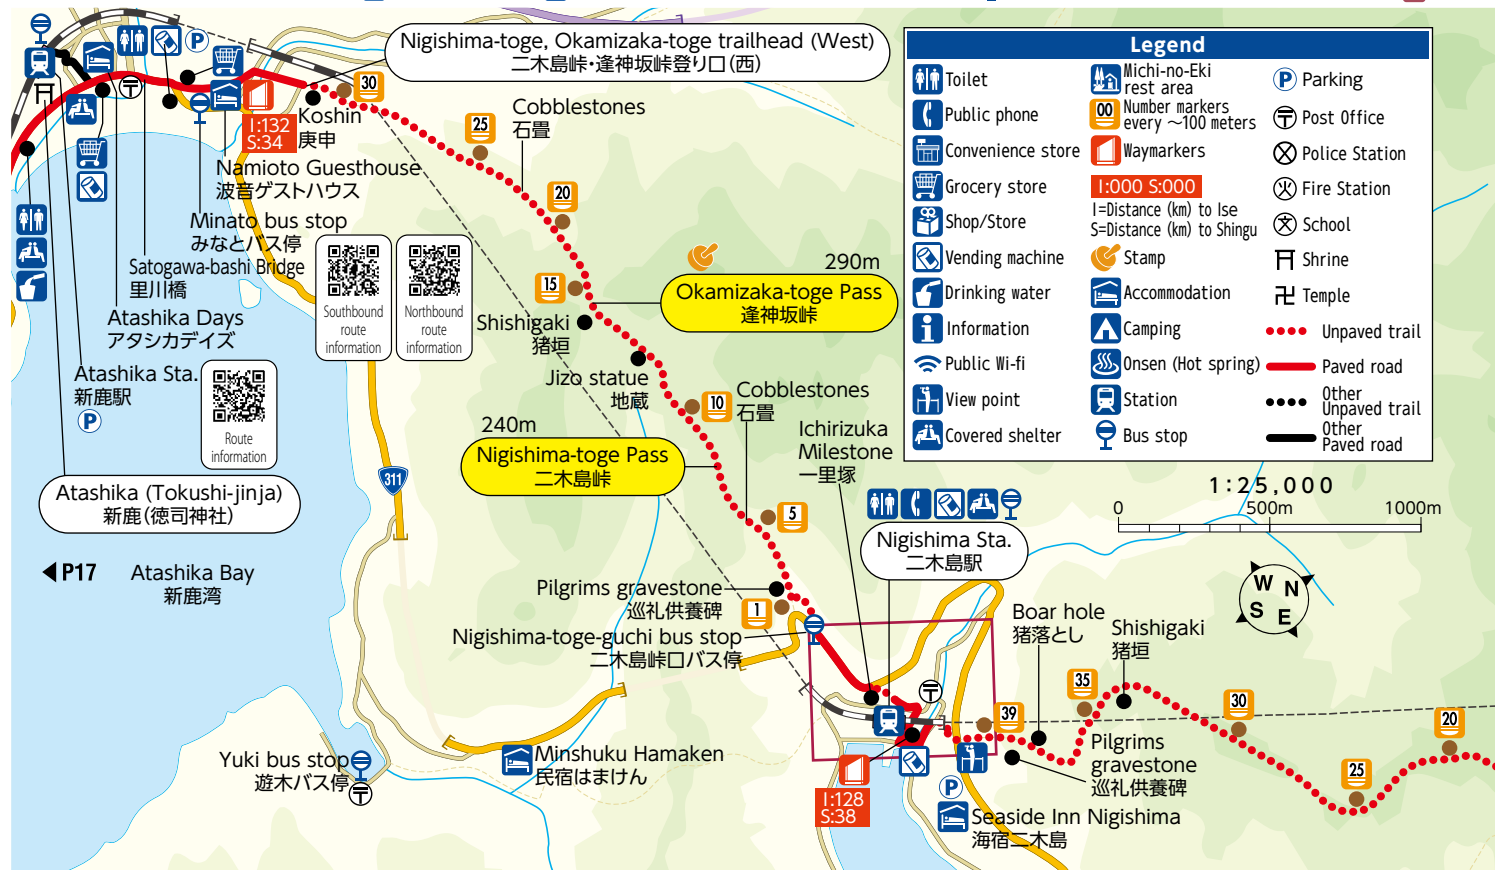 Nigishima-toge, Okamizaka-toge trailhead (West)
二木島峠・逢神坂峠登り口(西)
30
Koshin
庚申
I:132
S:34
Namioto Guesthouse
波音ゲストハウス
Minato bus stop
みなとバス停
Satogawa-bashi Bridge
里川橋
Atashika Days
アタシカデイズ
Atashika Sta.
新鹿駅
P
P
Southbound
route
information
Northbound
route
information
Route
information
Atashika (Tokushi-jinja)
新鹿(徳司神社)
P17
Atashika Bay
新鹿湾
311
Cobblestones
石畳
25
20
15
290m
Okamizaka-toge Pass
逢神坂峠
Shishigaki
猪垣
Jizo statue
地蔵
10
Cobblestones
石畳
240m
Nigishima-toge Pass
二木島峠
Ichirizuka
Milestone
一里塚
5
Pilgrims gravestone
巡礼供養碑
1
Nigishima-toge-guchi bus stop
二木島峠口バス停
Nigishima Sta.
二木島駅
Yuki bus stop
遊木バス停
Minshuku Hamaken
民宿はまけん
I:128
S:38
P
Seaside Inn Nigishima
海宿二木島
39
Boar hole
猪落とし
35
Shishigaki
猪垣
Pilgrims
gravestone
巡礼供養碑
30
25
20
Legend
Toilet
Public phone
Convenience store
Grocery store
Shop/Store
Vending machine
Drinking water
Information
Public Wi-fi
View point
Covered shelter
Michi-no-Eki
rest area
00
Number markers
every ～100 meters
Waymarkers
I:000 S:000
I=Distance (km) to Ise
S=Distance (km) to Shingu
Stamp
Accommodation
Camping
Onsen (Hot spring)
Station
Bus stop
P Parking
Post Office
Police Station
Fire Station
School
Shrine
Temple
Unpaved trail
Paved road
Other
Unpaved trail
Other
Paved road
1:25,000
0 500m 1000m
W N
S E